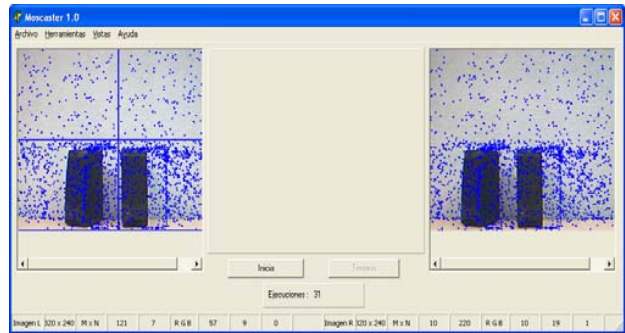 Moscaster 1.0
Archivo Herramientas Vistas Ayuda
Inicia
Ejecuciones: 31
Imagen L 320 x 240 M x N 121 7 R G B 57 9 0 Imagen R 320 x 240 M x N 10 220 R G B 10 19 1